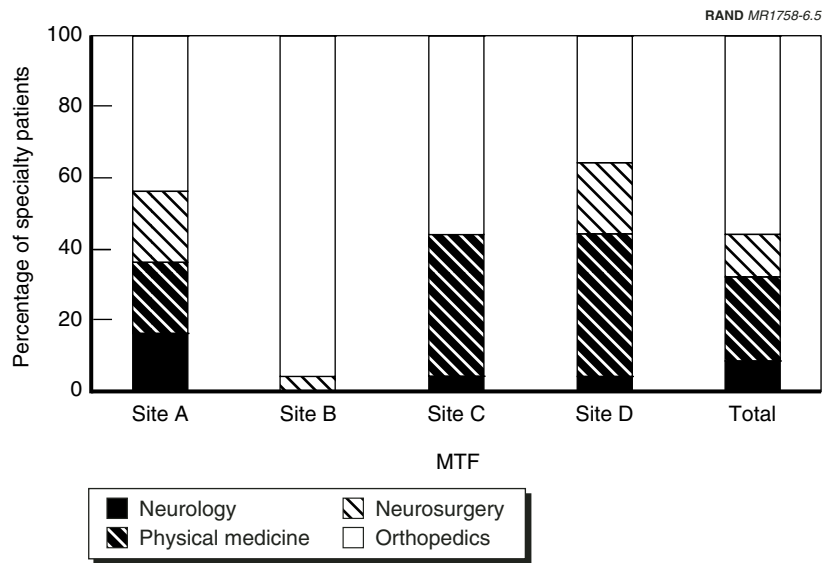 RAND MR1758-6.5
Percentage of specialty patients
100
80
60
40
20
0
Site A Site B Site C Site D Total
MTF
Neurology Neurosurgery
Physical medicine Orthopedics